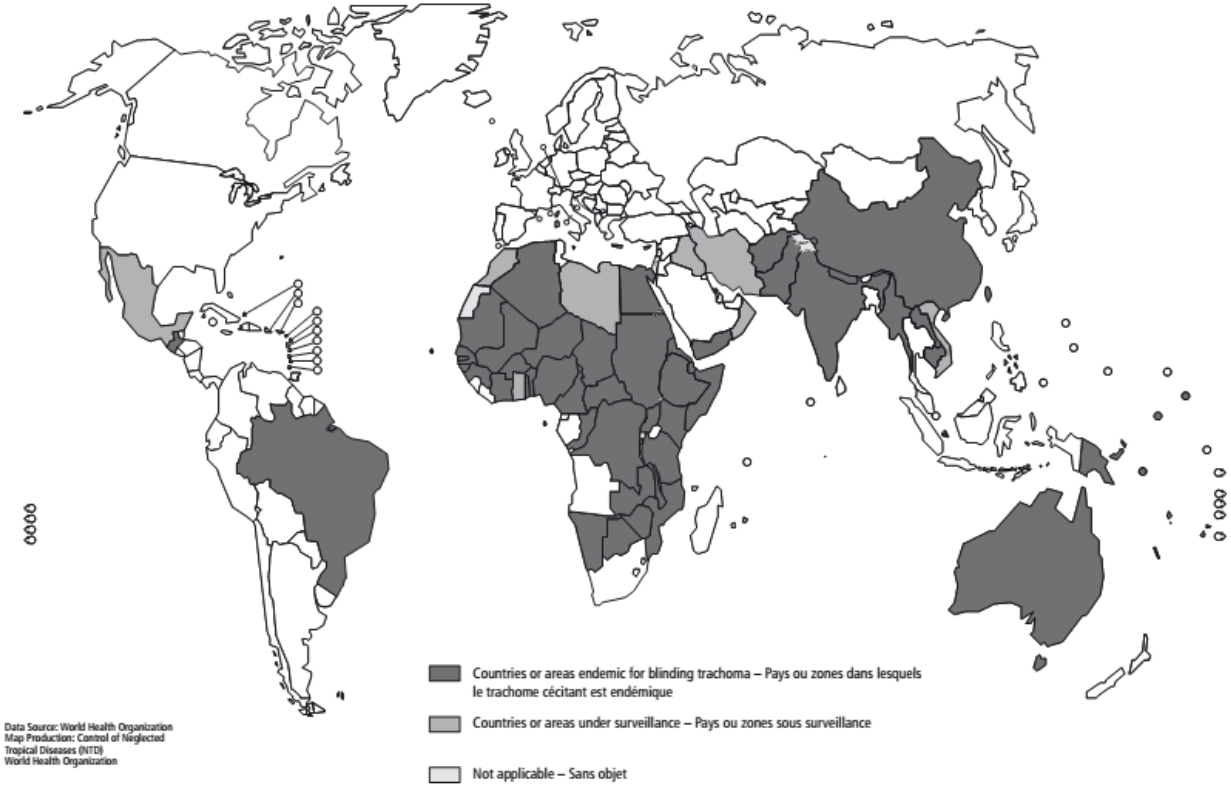 Countries or areas endemic for blinding trachoma – Pays ou zones dans lesquels
le trachome cécitant est endémique
Countries or areas under surveillance – Pays ou zones sous surveillance
Not applicable – Sans objet
Data Source: World Health Organization
Map Production: Control of Neglected
Tropical Diseases (NTD)
World Health Organization